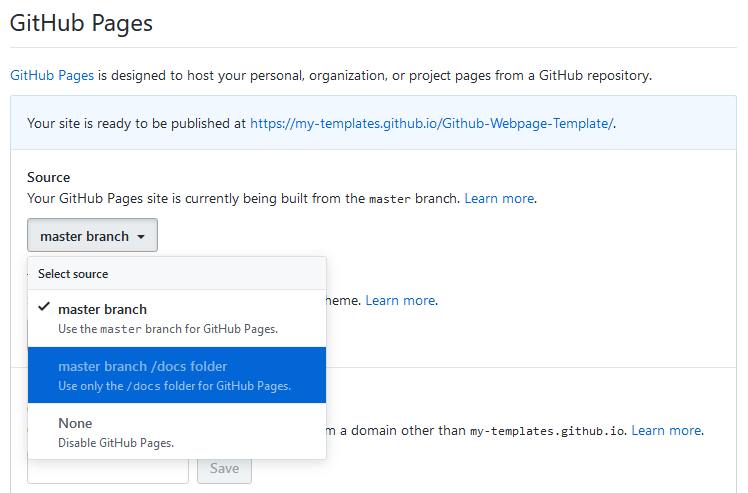 GitHub Pages
GitHub Pages is designed to host your personal, organization, or project pages from a GitHub repository.
Your site is ready to be published at https://my-templates.github.io/Github-Webpage-Template/.
Source
Your GitHub Pages site is currently being built from the master branch. Learn more.
master branch
Select source
heme. Learn more.
master branch
Use the master branch for GitHub Pages.
master branch /docs folder
Use only the /docs folder for GitHub Pages.
None
m a domain other than my-templates.github.io. Learn more.
Disable GitHub Pages.
Save